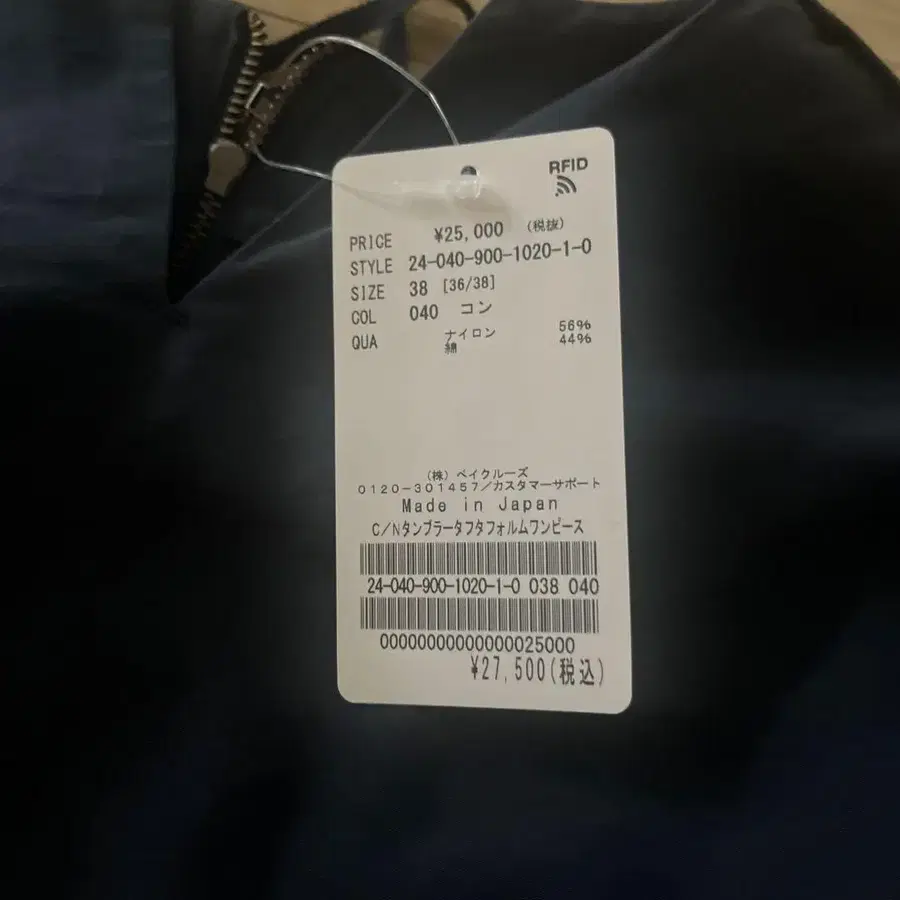 RFID
PRICE ¥25,000 (税抜)
STYLE 24-040-900-1020-1-0
SIZE 38 [36/38]
COL 040 コン
QUA ナイロン 56%
綿 44%
(株) ベイクルーズ
0120-301457/カスタマーサポート
Made in Japan
C/Nタンブラータフタフォルムワンピース
24-040-900-1020-1-0 038 040
00000000000000025000
¥27,500(税込)